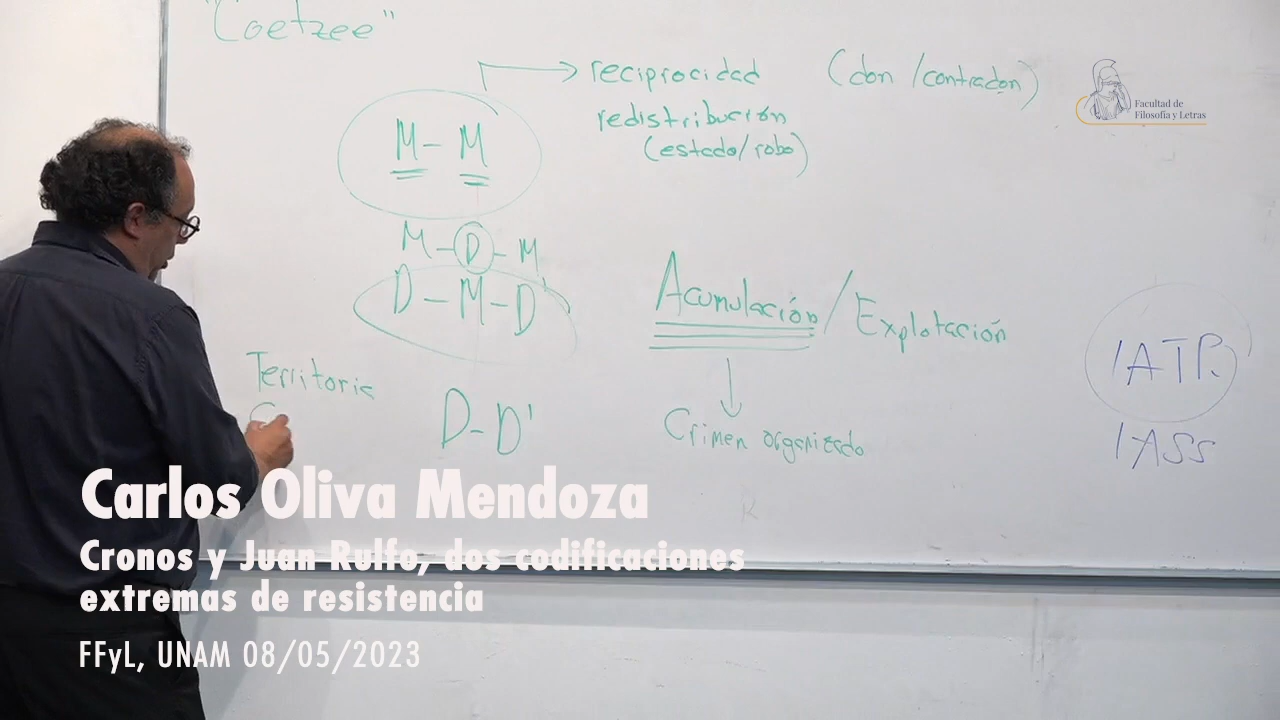 "Coetzee"
reciprocidad (don/contradon)
redistribución
(estado/robo)
M-M
M-D-M
D-M-D'
Acumulación/Explotación
Territoria
D-D'
Crimen organizado
IATP.
IASS
Facultad de
Filosofía y Letras
Carlos Oliva Mendoza
Cronos y Juan Rulfo, dos codificaciones
extremas de resistencia
FFyL, UNAM 08/05/2023